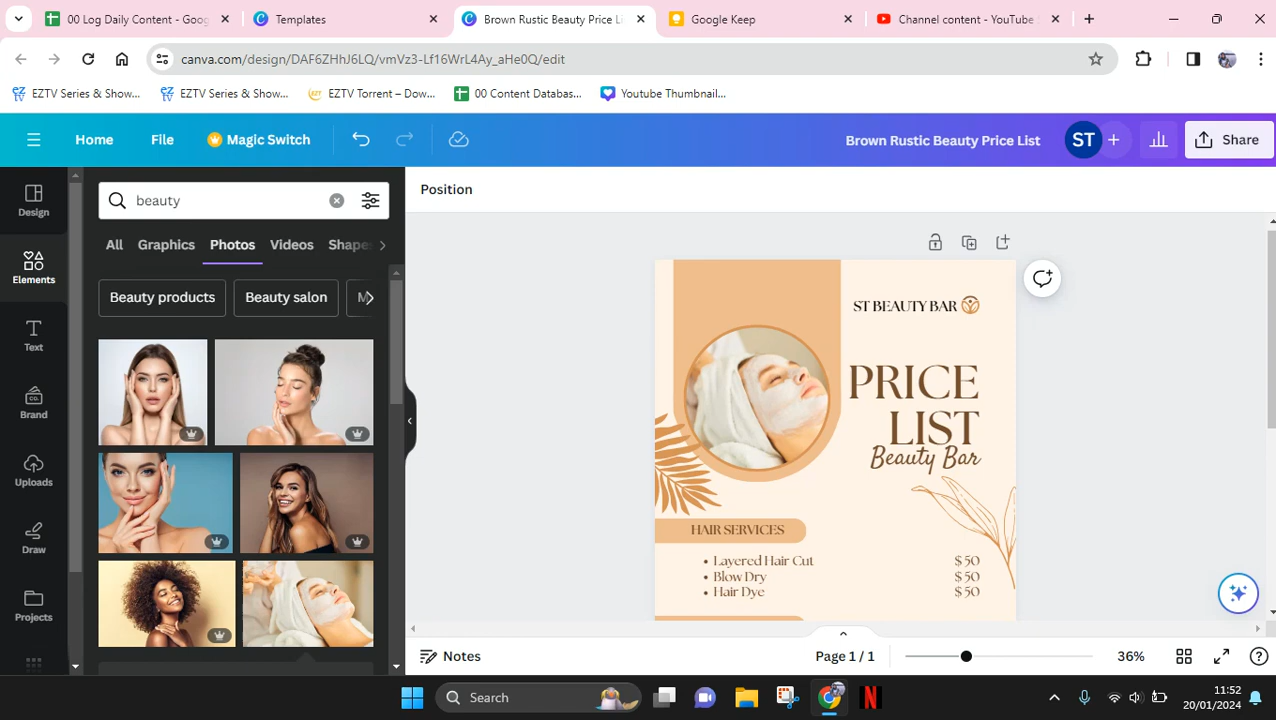 00 Log Daily Content - Goog
Templates
Brown Rustic Beauty Price Li
Google Keep
Channel content - YouTube S
canva.com/design/DAF6ZHhJ6LQ/vmVz3-Lf16WrL4Ay_aHe0Q/edit
EZTV Series & Show...
EZTV Series & Show...
EZTV Torrent – Dow...
00 Content Databas...
Youtube Thumbnail...
Home
File
Magic Switch
Brown Rustic Beauty Price List
ST
Share
Design
Elements
Text
Brand
Uploads
Draw
Projects
beauty
All
Graphics
Photos
Videos
Shapes
Beauty products
Beauty salon
M
Position
ST BEAUTY BAR
PRICE
LIST
Beauty Bar
HAIR SERVICES
• Layered Hair Cut $50
• Blow Dry $50
• Hair Dye $50
Notes
Page 1 / 1
36%
Search
11:52
20/01/2024